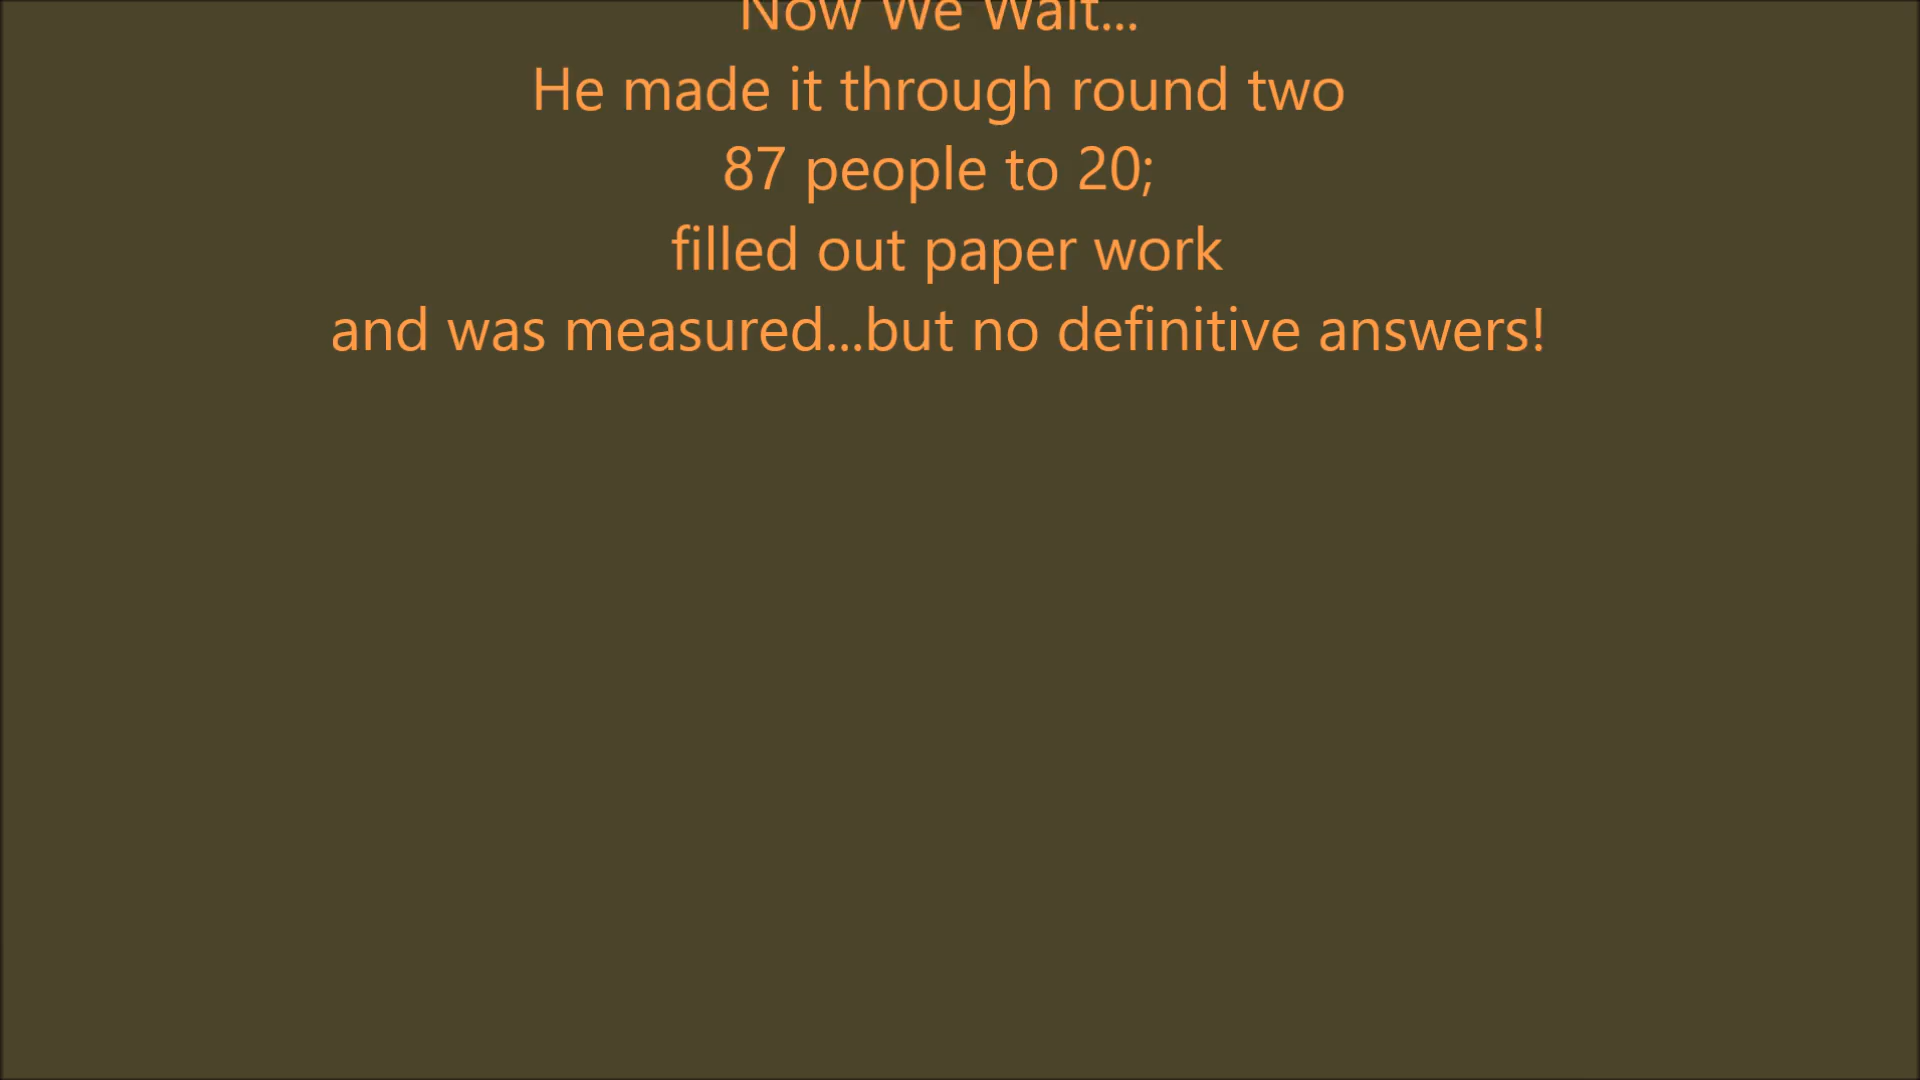 Now We Wait...
He made it through round two
87 people to 20;
filled out paper work
and was measured...but no definitive answers!